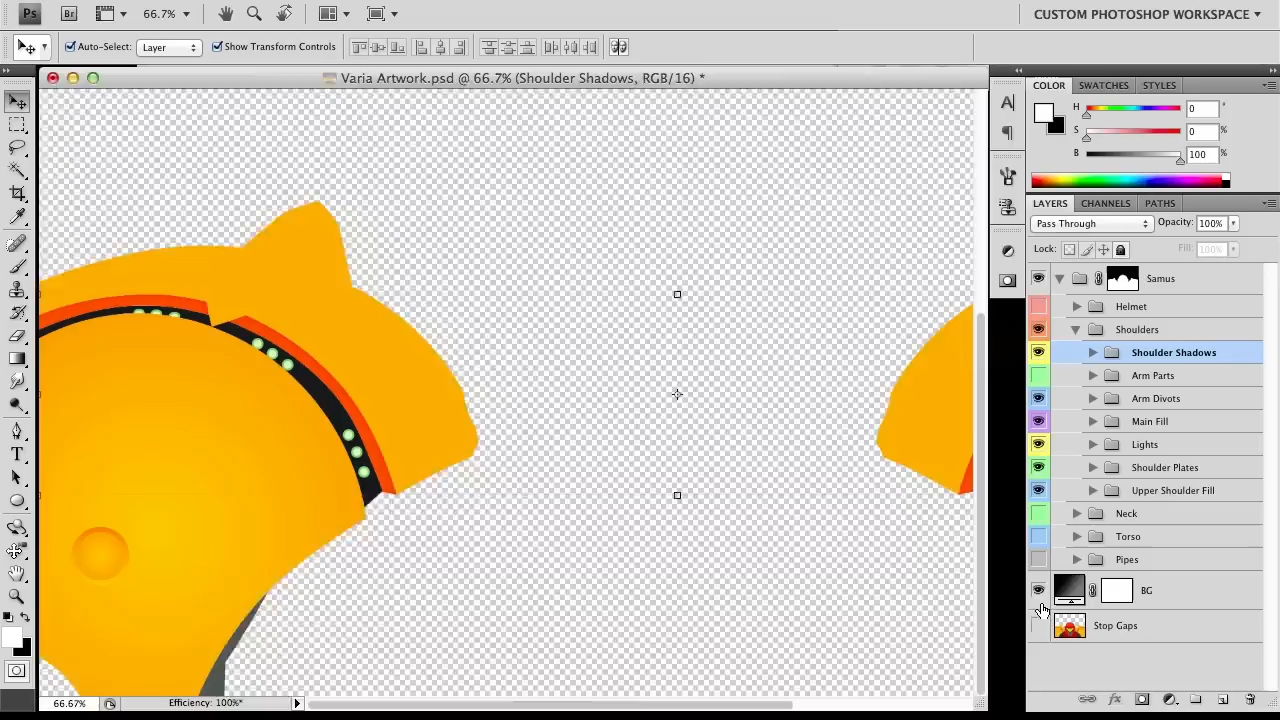 Ps Br 66.7% CUSTOM PHOTOSHOP WORKSPACE
Auto-Select: Layer Show Transform Controls
Varia Artwork.psd @ 66.7% (Shoulder Shadows, RGB/16) *
COLOR SWATCHES STYLES
H 0 °
S 0 %
B 100 %
LAYERS CHANNELS PATHS
Pass Through Opacity: 100%
Lock: Fill: 100%
Samus
Helmet
Shoulders
Shoulder Shadows
Arm Parts
Arm Divots
Main Fill
Lights
Shoulder Plates
Upper Shoulder Fill
Neck
Torso
Pipes
BG
Stop Gaps
66.67% Efficiency: 100%*